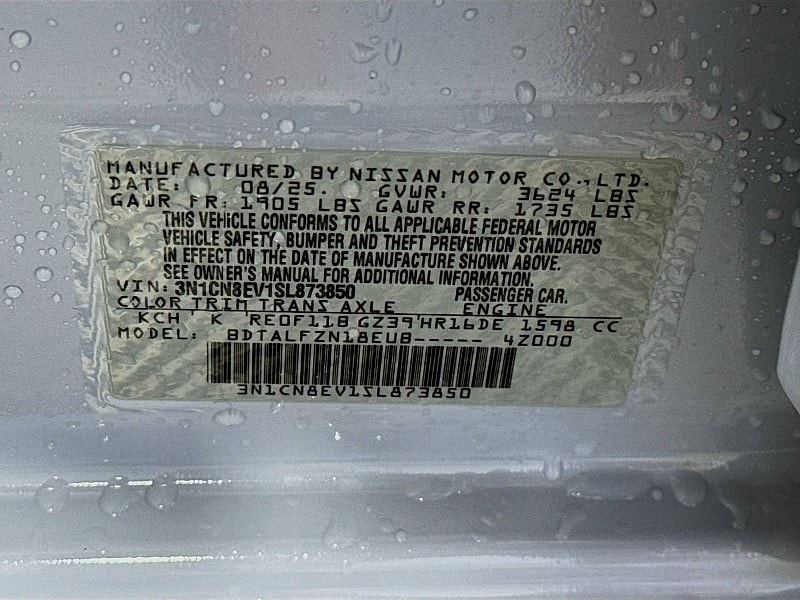 MANUFACTURED BY NISSAN MOTOR CO., LTD.
DATE: 08/25. GVWR: 3624 LBS
GAWR FR: 1905 LBS GAWR RR: 1735 LBS
THIS VEHICLE CONFORMS TO ALL APPLICABLE FEDERAL MOTOR
VEHICLE SAFETY, BUMPER AND THEFT PREVENTION STANDARDS
IN EFFECT ON THE DATE OF MANUFACTURE SHOWN ABOVE.
SEE OWNER'S MANUAL FOR ADDITIONAL INFORMATION.
VIN: 3N1CN8EV1SL873850 PASSENGER CAR.
COLOR TRIM TRANS AXLE ENGINE
KCH K RE0F11B GZ39 HR16DE 1598 CC
MODEL: BDTALFZN18EUB----- 4Z000
3N1CN8EV1SL873850